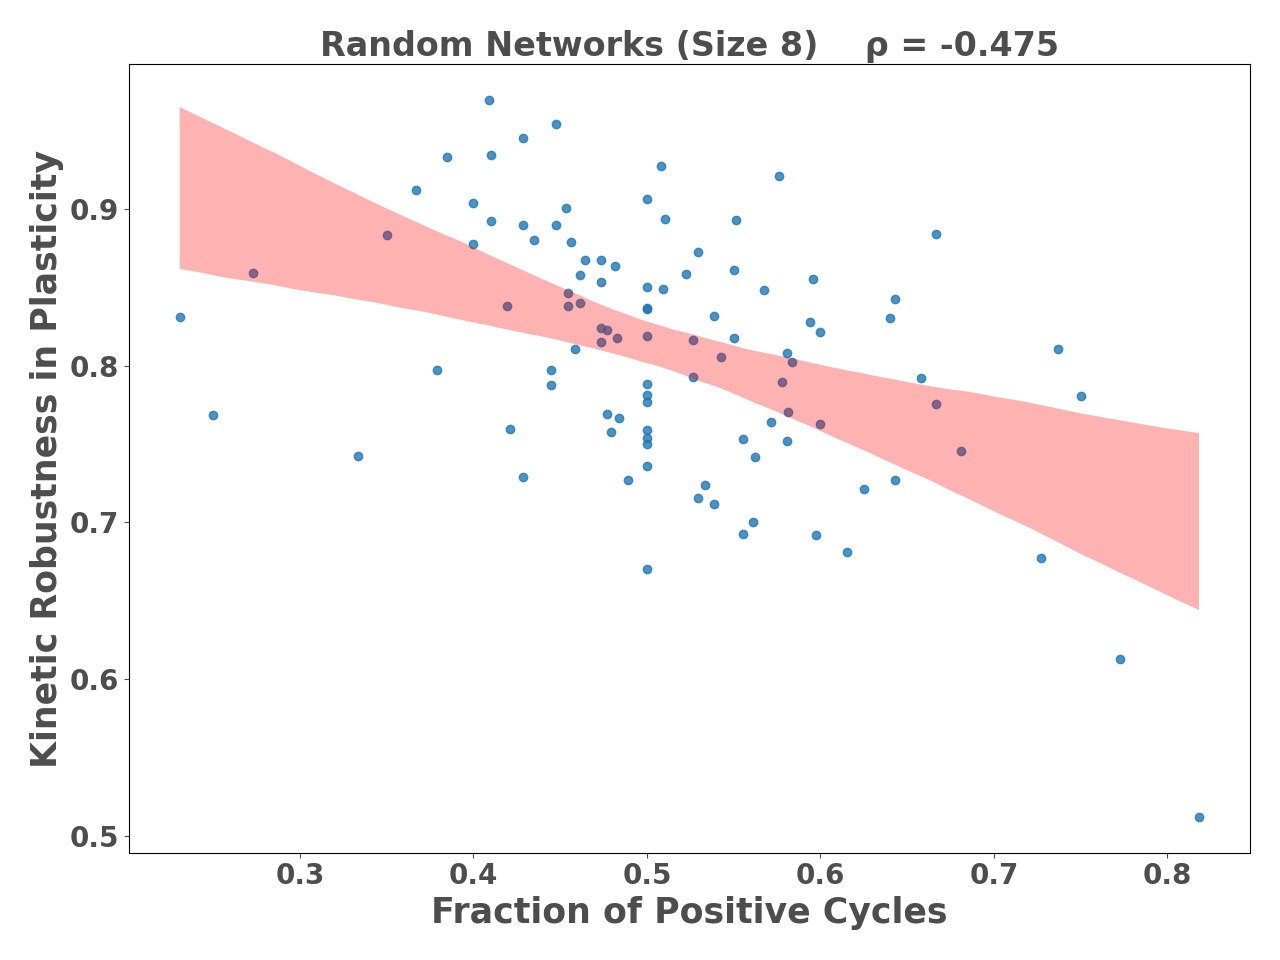 Random Networks (Size 8) ρ = -0.475
Kinetic Robustness in Plasticity
0.9
0.8
0.7
0.6
0.5
0.3 0.4 0.5 0.6 0.7 0.8
Fraction of Positive Cycles